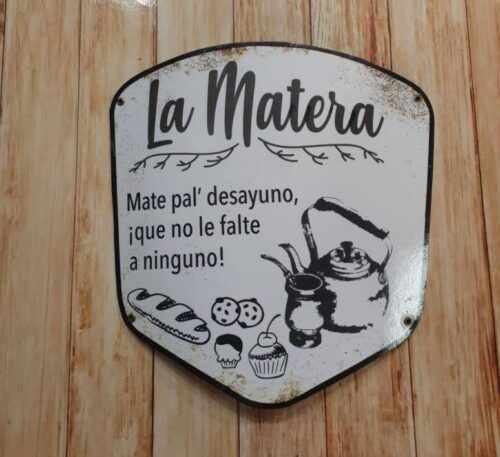 La Matera
Mate pal' desayuno,
¡que no le falte
a ninguno!